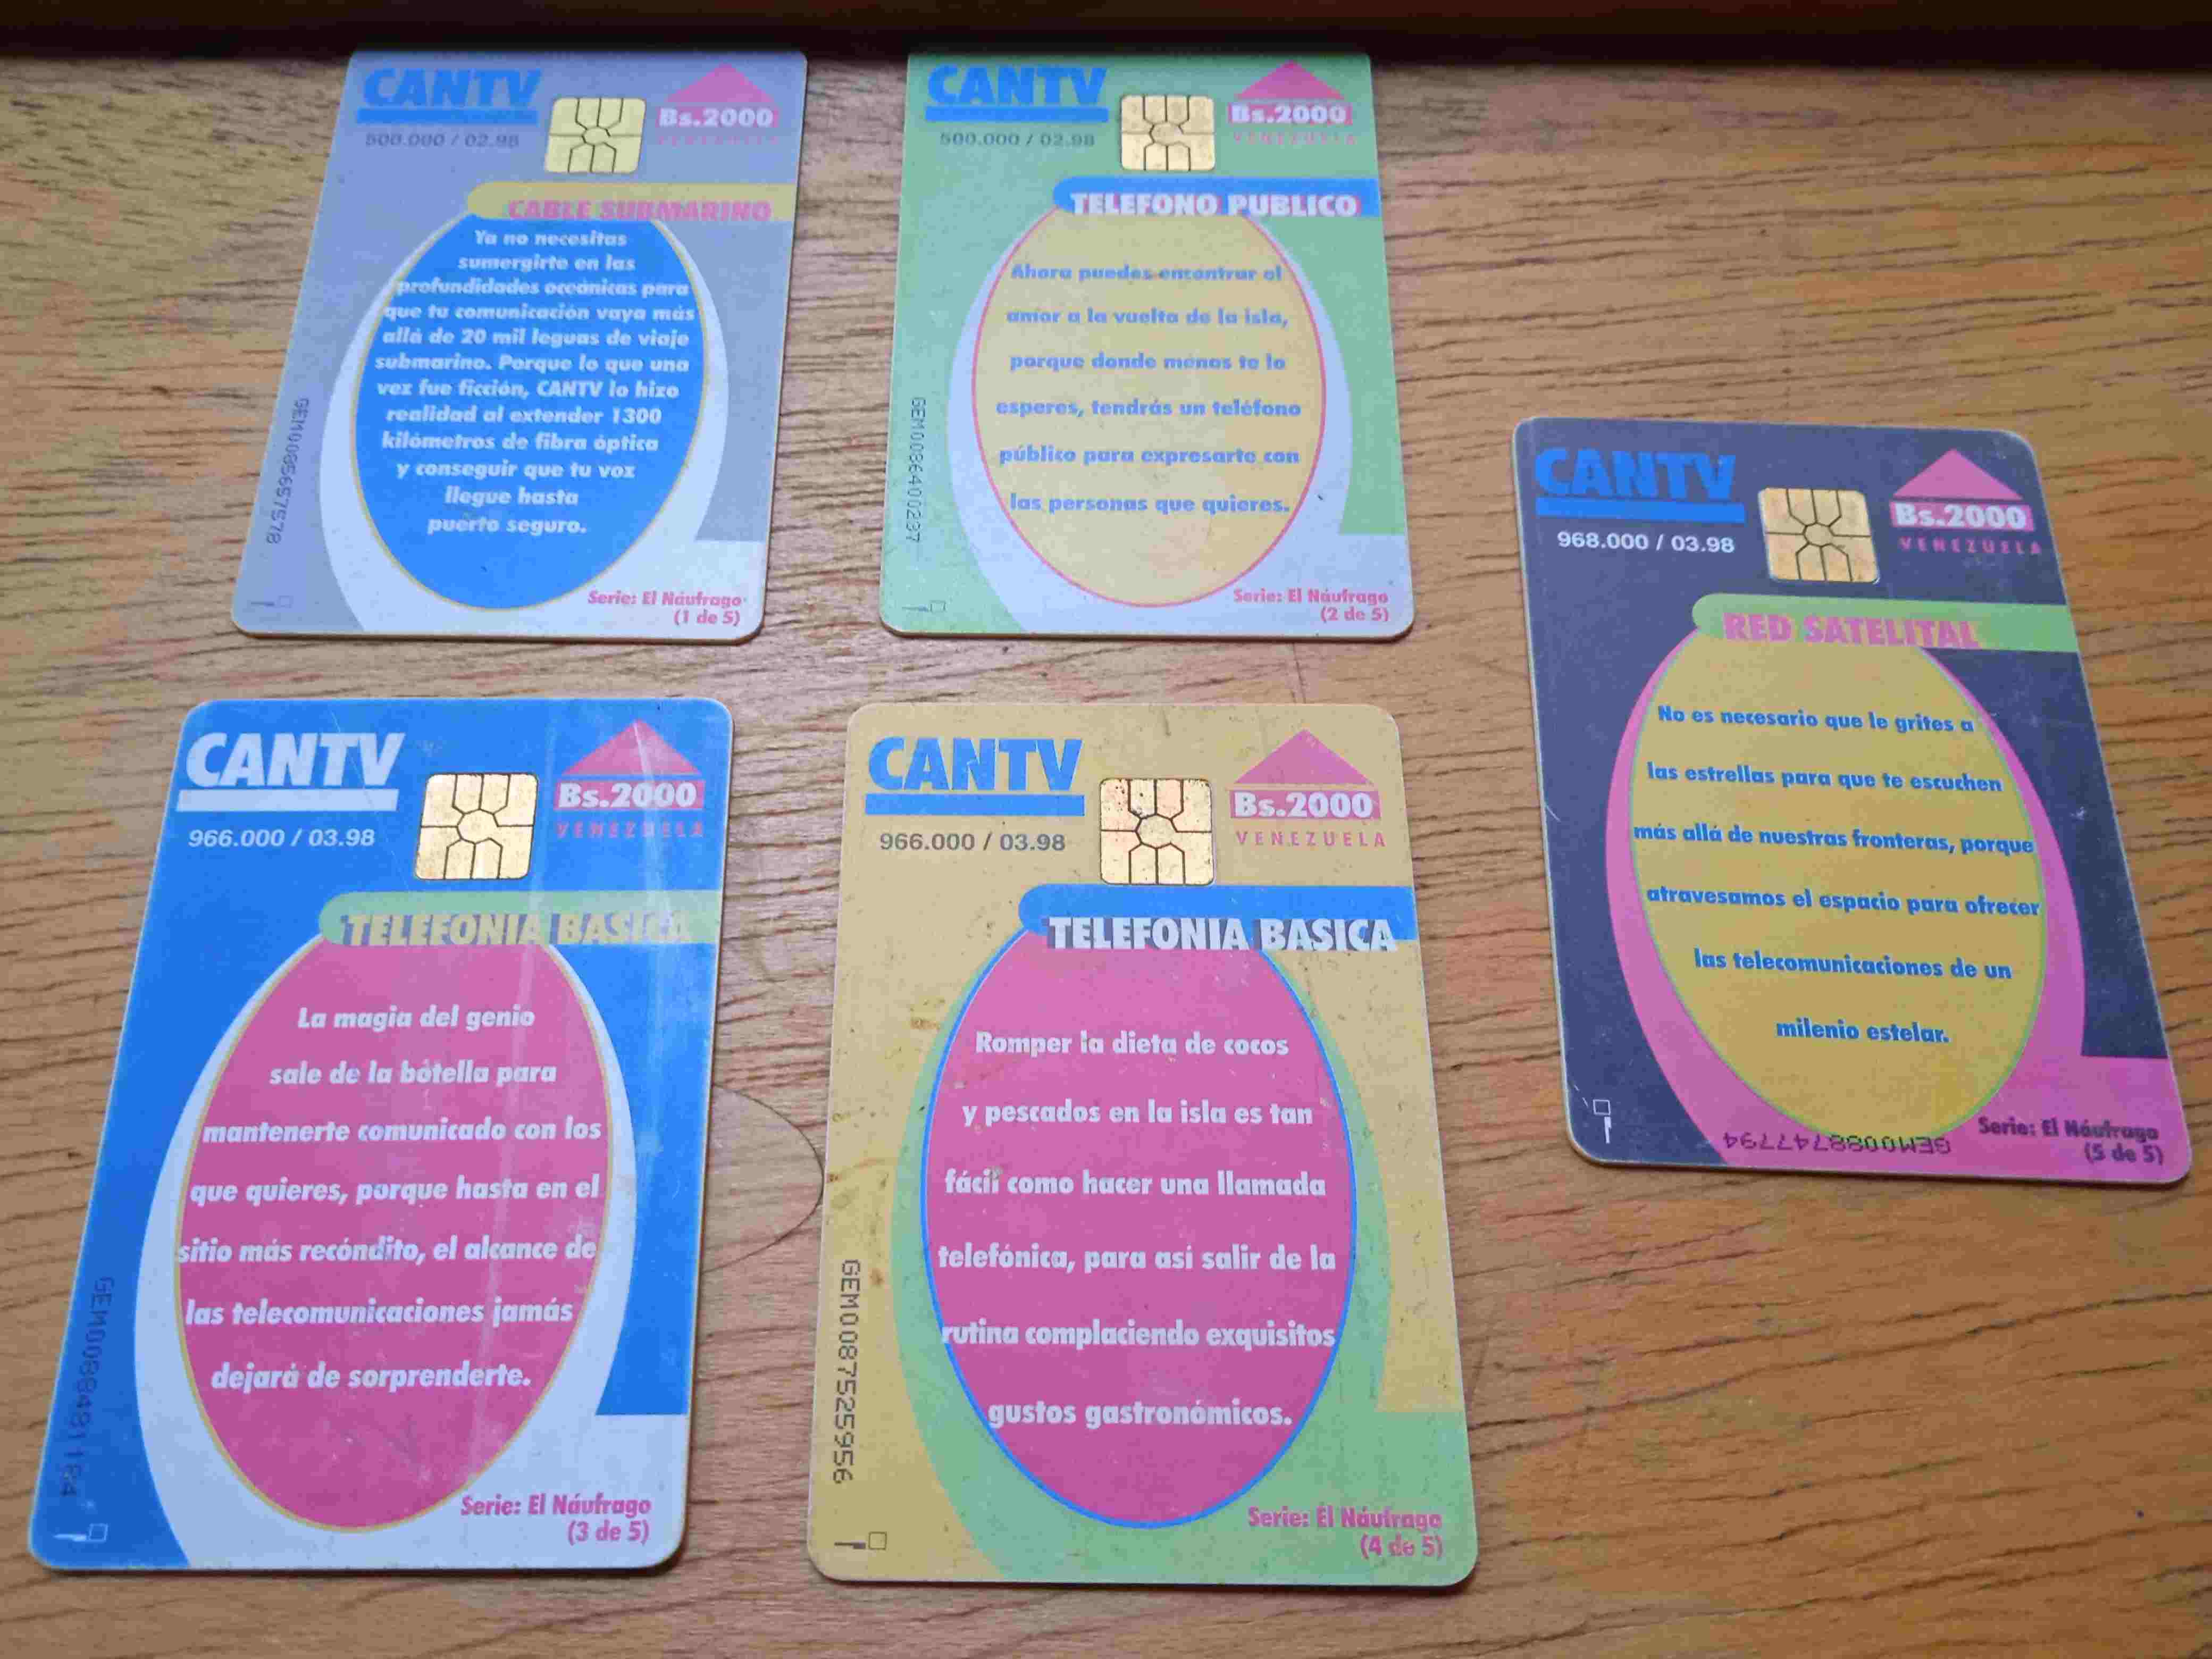 CANTV
500.000 / 02.98
Bs.2000
VENEZUELA
CABLE SUBMARINO
Ya no necesitas
sumergirte en las
profundidades oceánicas para
que tu comunicación vaya más
allá de 20 mil leguas de viaje
submarino. Porque lo que una
vez fue ficción, CANTV lo hizo
realidad al extender 1300
kilómetros de fibra óptica
y conseguir que tu voz
llegue hasta
puerto seguro.
Serie: El Náufrago
(1 de 5)
CANTV
500.000 / 02.98
Bs.2000
VENEZUELA
TELEFONO PUBLICO
Ahora puedes encontrar el
amor a la vuelta de la isla,
porque donde menos te lo
esperes, tendrás un teléfono
público para expresarte con
las personas que quieres.
GEM0086400287
Serie: El Náufrago
(2 de 5)
CANTV
968.000 / 03.98
Bs.2000
VENEZUELA
RED SATELITAL
No es necesario que le grites a
las estrellas para que te escuchen
más allá de nuestras fronteras, porque
atravesamos el espacio para ofrecer
las telecomunicaciones de un
milenio estelar.
GEM0088747794
Serie: El Náufrago
(5 de 5)
CANTV
966.000 / 03.98
Bs.2000
VENEZUELA
TELEFONIA BASICA
La magia del genio
sale de la botella para
mantenerte comunicado con los
que quieres, porque hasta en el
sitio más recóndito, el alcance de
las telecomunicaciones jamás
dejará de sorprenderte.
Serie: El Náufrago
(3 de 5)
CANTV
966.000 / 03.98
Bs.2000
VENEZUELA
TELEFONIA BASICA
Romper la dieta de cocos
y pescados en la isla es tan
fácil como hacer una llamada
telefónica, para así salir de la
rutina complaciendo exquisitos
gustos gastronómicos.
GEM0087525956
Serie: El Náufrago
(4 de 5)